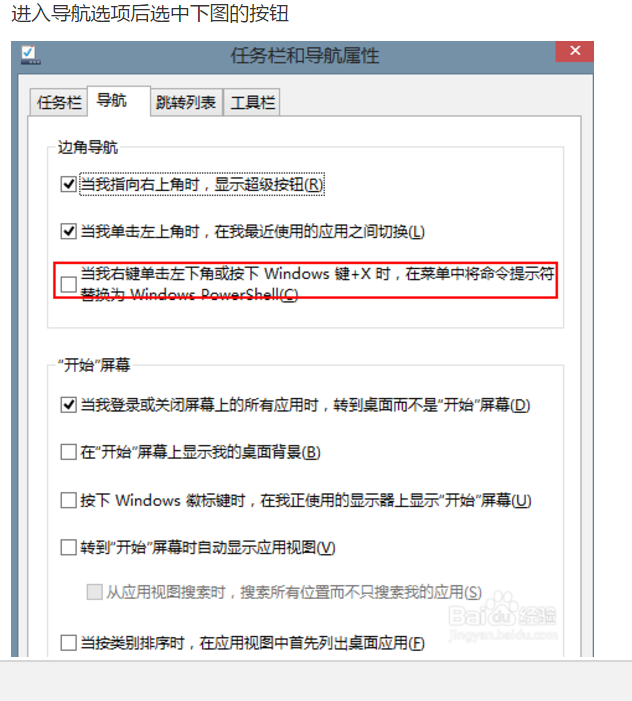 进入导航选项后选中下图的按钮
任务栏和导航属性
任务栏 导航 跳转列表 工具栏
边角导航
当我指向右上角时，显示超级按钮(R)
当我单击左上角时，在我最近使用的应用之间切换(L)
当我右键单击左下角或按下 Windows 键+X 时，在菜单中将命令提示符
替换为 Windows PowerShell(C)
“开始”屏幕
当我登录或关闭屏幕上的所有应用时，转到桌面而不是“开始”屏幕(D)
在“开始”屏幕上显示我的桌面背景(B)
按下 Windows 徽标键时，在我正使用的显示器上显示“开始”屏幕(U)
转到“开始”屏幕时自动显示应用视图(V)
从应用视图搜索时，搜索所有位置而不只搜索我的应用(S)
Baidu 经验
jingyan.baidu.com
当按类别排序时，在应用视图中首先列出桌面应用(F)